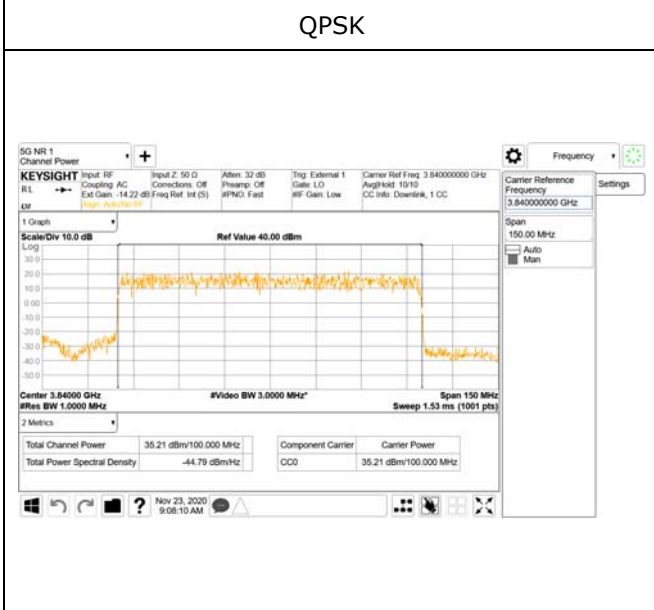 QPSK
5G NR 1
Channel Power
KEYSIGHT
RL
Input: RF
Coupling: AC
Ext Gain: -14.22 dB
Align: Auto/No RF
Input Z: 50 Ω
Corrections: Off
Freq Ref: Int (S)
Atten: 32 dB
Preamp: Off
#PNO: Fast
Trig: External 1
Gate: LO
#IF Gain: Low
Carrier Ref Freq: 3.840000000 GHz
Avg|Hold: 10/10
CC Info: Downlink, 1 CC
Frequency
Carrier Reference
Frequency
3.840000000 GHz
Settings
Span
150.00 MHz
Auto
Man
1 Graph
Scale/Div 10.0 dB
Ref Value 40.00 dBm
Log
30.0
20.0
10.0
0.00
-10.0
-20.0
-30.0
-40.0
-50.0
Center 3.84000 GHz
#Video BW 3.0000 MHz*
Span 150 MHz
#Res BW 1.0000 MHz
Sweep 1.53 ms (1001 pts)
2 Metrics
Total Channel Power 35.21 dBm/100.000 MHz
Total Power Spectral Density -44.79 dBm/Hz
Component Carrier Carrier Power
CC0 35.21 dBm/100.000 MHz
?
Nov 23, 2020
9:08:10 AM